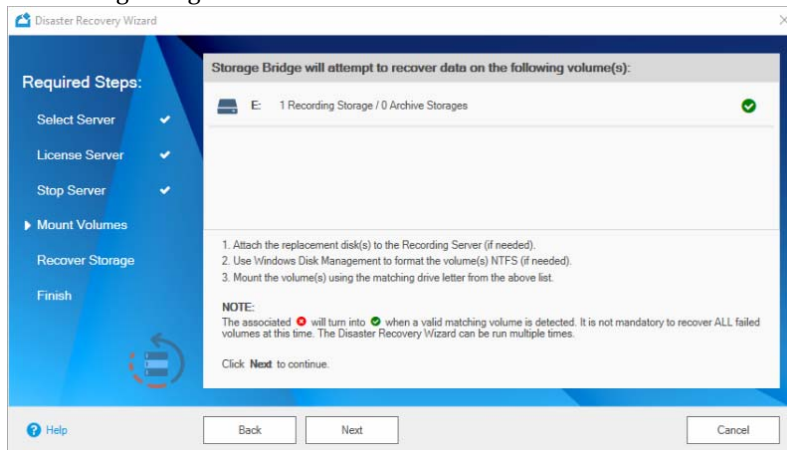 Disaster Recovery Wizard
Required Steps:
Select Server
License Server
Stop Server
Mount Volumes
Recover Storage
Finish
Storage Bridge will attempt to recover data on the following volume(s):
E: 1 Recording Storage / 0 Archive Storages
1. Attach the replacement disk(s) to the Recording Server (if needed).
2. Use Windows Disk Management to format the volume(s) NTFS (if needed).
3. Mount the volume(s) using the matching drive letter from the above list.
NOTE:
The associated will turn into when a valid matching volume is detected. It is not mandatory to recover ALL failed
volumes at this time. The Disaster Recovery Wizard can be run multiple times.
Click Next to continue.
Help
Back
Next
Cancel